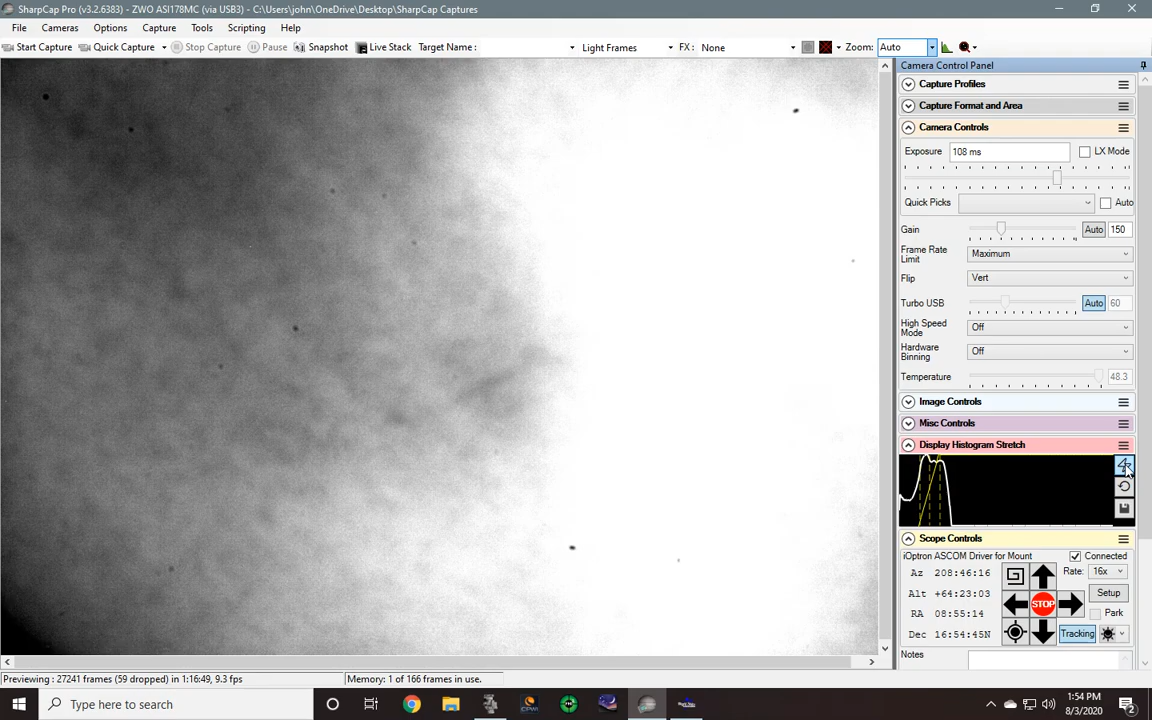 SharpCap Pro (v3.2.6383) - ZWO ASI178MC (via USB3) - C:\Users\john\OneDrive\Desktop\SharpCap Captures
File Cameras Options Capture Tools Scripting Help
Start Capture Quick Capture Stop Capture Pause Snapshot Live Stack Target Name : Light Frames FX : None Zoom: Auto
Camera Control Panel
Capture Profiles
Capture Format and Area
Camera Controls
Exposure 108 ms LX Mode
Quick Picks Auto
Gain Auto 150
Frame Rate Limit Maximum
Flip Vert
Turbo USB Auto 60
High Speed Mode Off
Hardware Binning Off
Temperature 48.3
Image Controls
Misc Controls
Display Histogram Stretch
Scope Controls
iOptron ASCOM Driver for Mount Connected
Az 208:46:16 Rate: 16x
Alt +64:23:03 Setup
RA 08:55:14 STOP Park
Dec 16:54:45N Tracking
Notes
Previewing : 27241 frames (59 dropped) in 1:16:49, 9.3 fps Memory: 1 of 166 frames in use.
Type here to search
1:54 PM
8/3/2020
2